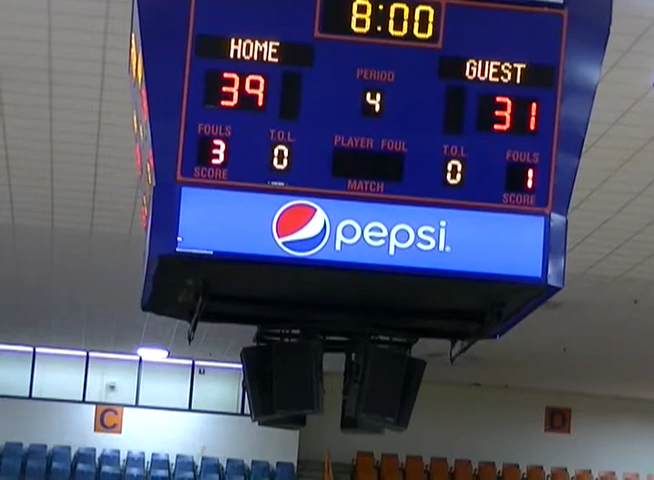 8:00
HOME
GUEST
39
PERIOD
4
31
FOULS
T.O.L.
PLAYER FOUL
T.O.L.
FOULS
3
0
0
1
SCORE
MATCH
SCORE
pepsi
C
D